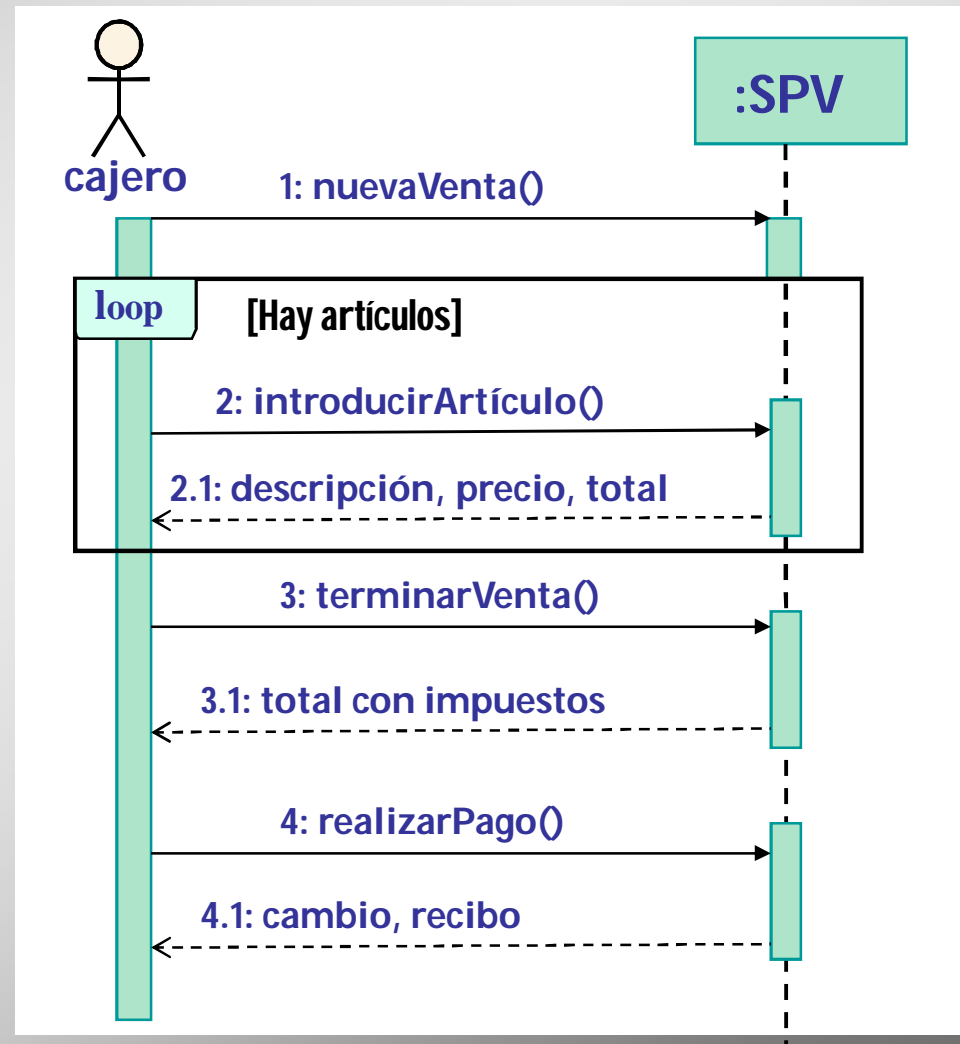 :SPV
cajero
1: nuevaVenta()
loop
[Hay artículos]
2: introducirArtículo()
2.1: descripción, precio, total
3: terminarVenta()
3.1: total con impuestos
4: realizarPago()
4.1: cambio, recibo